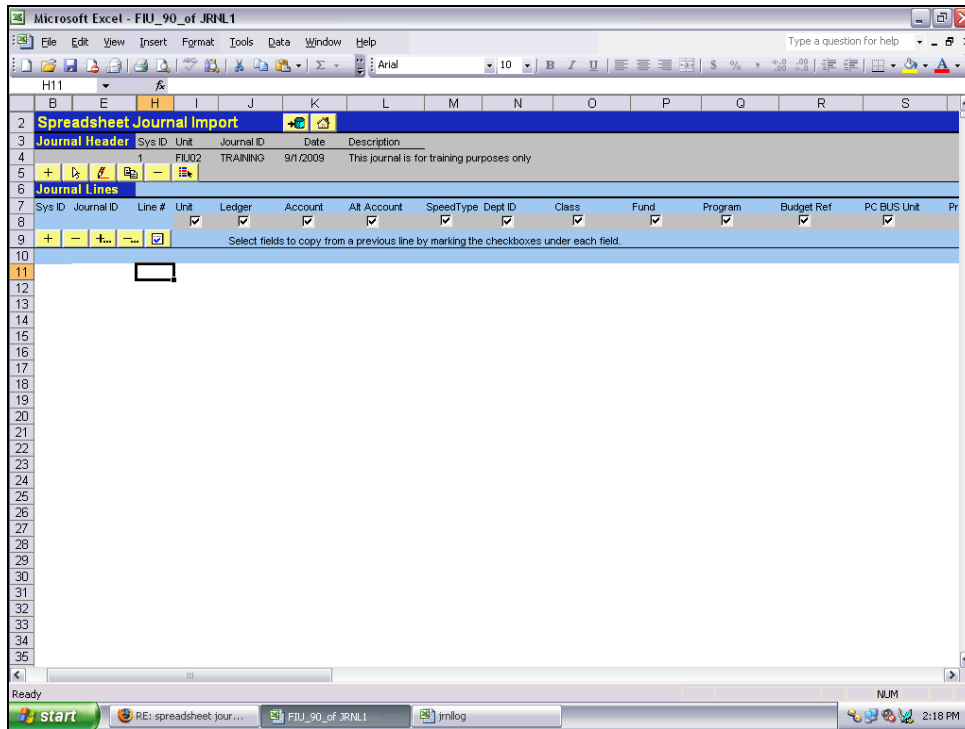 Microsoft Excel - FIU_90_of JRNL1
File Edit View Insert Format Tools Data Window Help Type a question for help
Arial 10 B I U $ % ,
H11 fx
B E H I J K L M N O P Q R S
2 Spreadsheet Journal Import
3 Journal Header Sys ID Unit Journal ID Date Description
4 1 FIU02 TRAINING 9/1/2009 This journal is for training purposes only
5 + −
6 Journal Lines
7 Sys ID Journal ID Line # Unit Ledger Account Alt Account SpeedType Dept ID Class Fund Program Budget Ref PC BUS Unit Pr
8
9 + − +... −... Select fields to copy from a previous line by marking the checkboxes under each field.
10
11
12
13
14
15
16
17
18
19
20
21
22
23
24
25
26
27
28
29
30
31
32
33
34
35
Ready NUM
start RE: spreadsheet jour... FIU_90_of JRNL1 jrnllog 2:18 PM